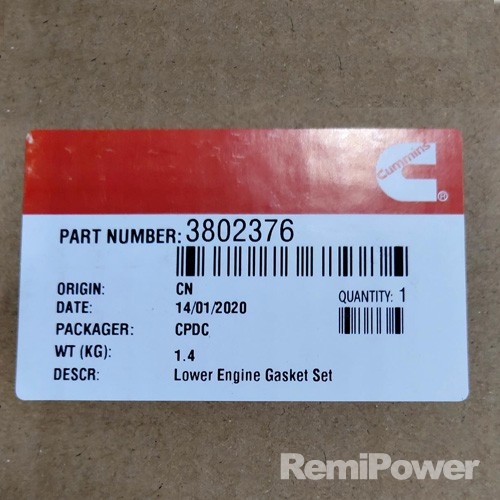 Cummins
®
PART NUMBER: 3802376
ORIGIN: CN
DATE: 14/01/2020
QUANTITY: 1
PACKAGER: CPDC
WT (KG): 1.4
DESCR: Lower Engine Gasket Set
RemiPower